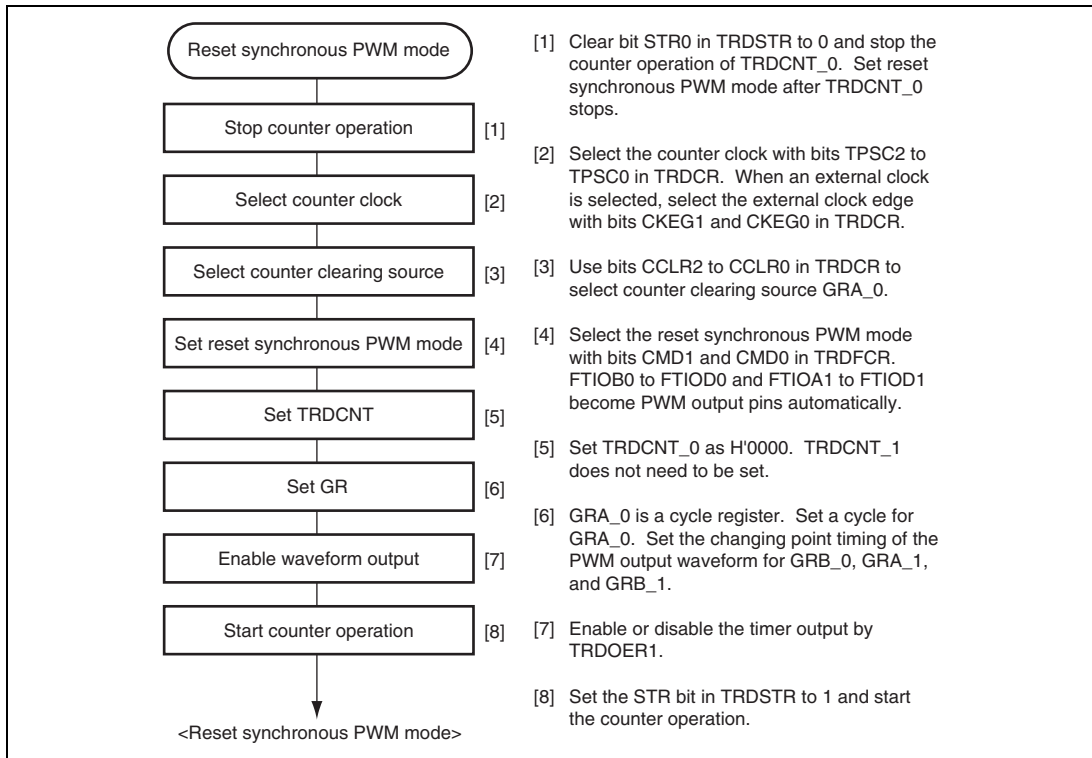 Reset synchronous PWM mode
Stop counter operation [1]
Select counter clock [2]
Select counter clearing source [3]
Set reset synchronous PWM mode [4]
Set TRDCNT [5]
Set GR [6]
Enable waveform output [7]
Start counter operation [8]
<Reset synchronous PWM mode>
[1] Clear bit STR0 in TRDSTR to 0 and stop the
counter operation of TRDCNT_0. Set reset
synchronous PWM mode after TRDCNT_0
stops.
[2] Select the counter clock with bits TPSC2 to
TPSC0 in TRDCR. When an external clock
is selected, select the external clock edge
with bits CKEG1 and CKEG0 in TRDCR.
[3] Use bits CCLR2 to CCLR0 in TRDCR to
select counter clearing source GRA_0.
[4] Select the reset synchronous PWM mode
with bits CMD1 and CMD0 in TRDFCR.
FTIOB0 to FTIOD0 and FTIOA1 to FTIOD1
become PWM output pins automatically.
[5] Set TRDCNT_0 as H'0000. TRDCNT_1
does not need to be set.
[6] GRA_0 is a cycle register. Set a cycle for
GRA_0. Set the changing point timing of the
PWM output waveform for GRB_0, GRA_1,
and GRB_1.
[7] Enable or disable the timer output by
TRDOER1.
[8] Set the STR bit in TRDSTR to 1 and start
the counter operation.